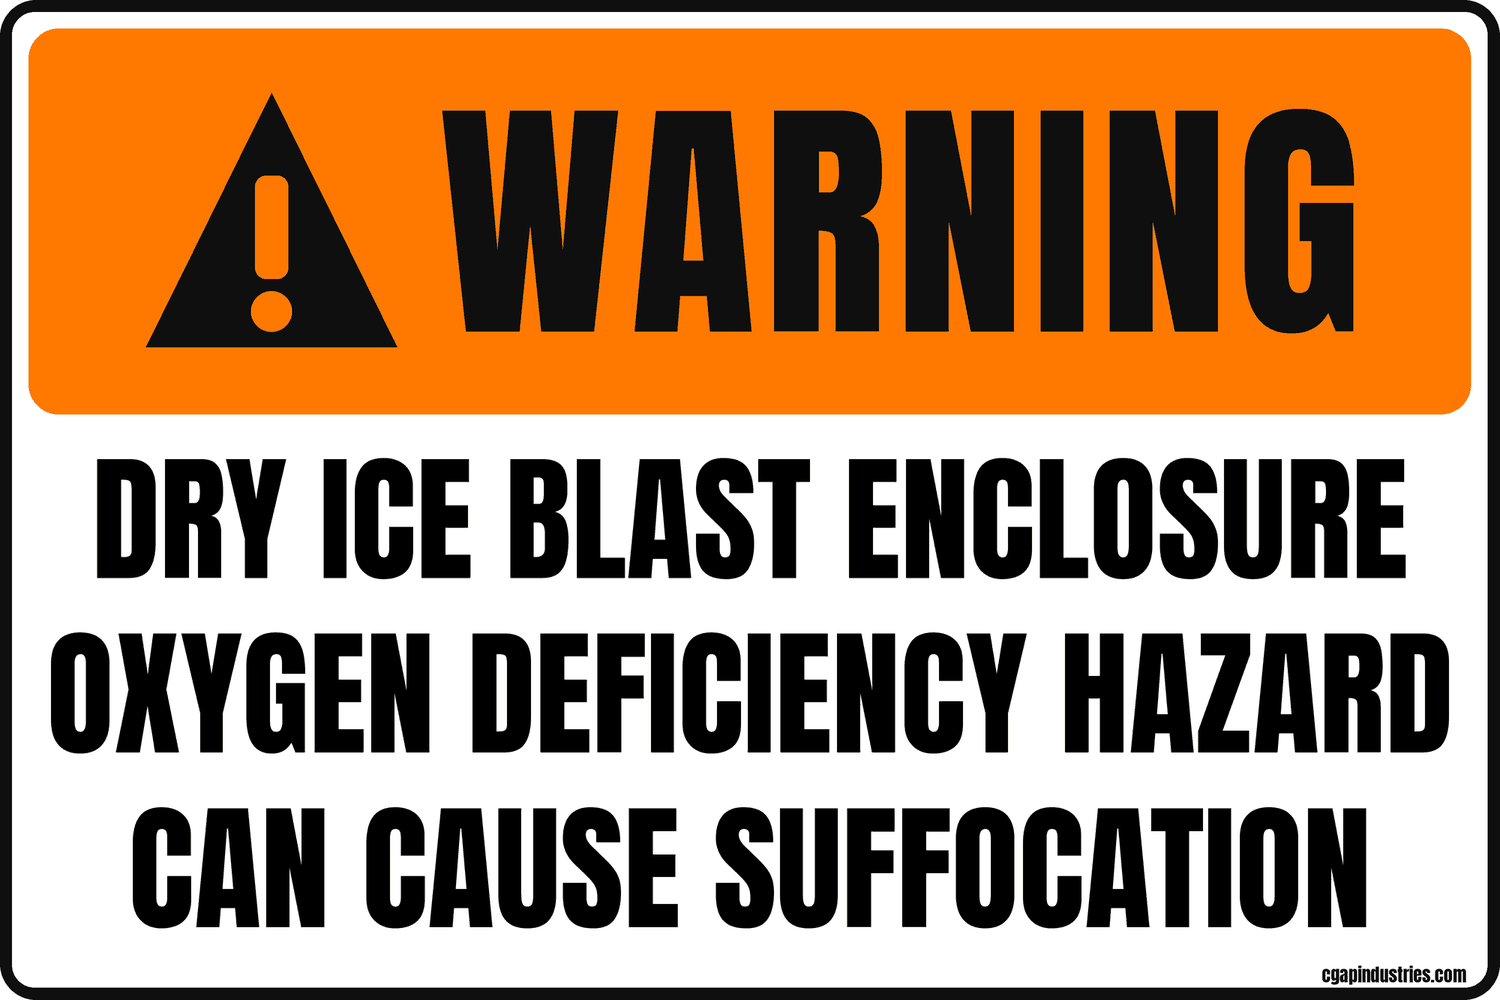 WARNING
DRY ICE BLAST ENCLOSURE
OXYGEN DEFICIENCY HAZARD
CAN CAUSE SUFFOCATION
cgapindustries.com